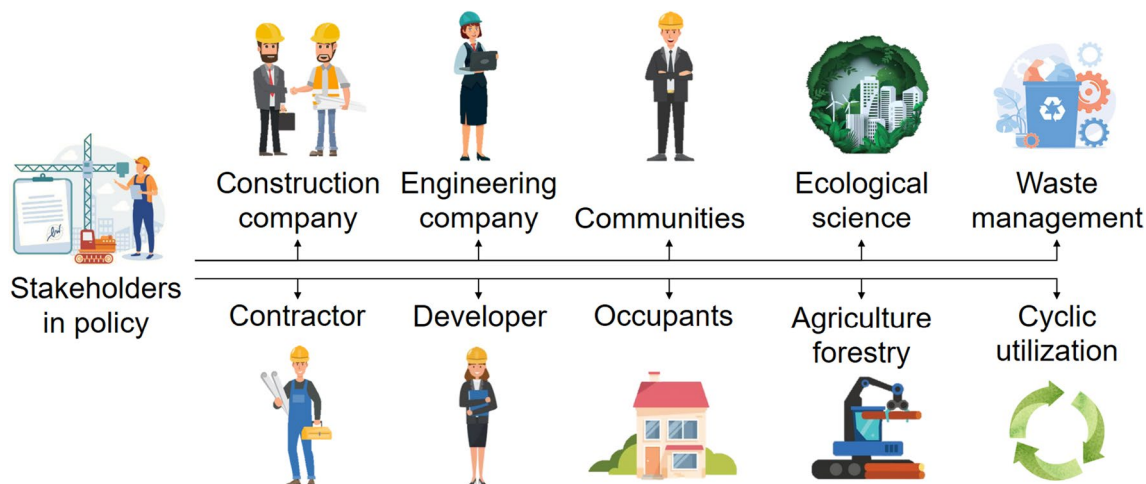 Construction
company
Engineering
company
Communities
Ecological
science
Waste
management
Stakeholders
in policy
Contractor
Developer
Occupants
Agriculture
forestry
Cyclic
utilization